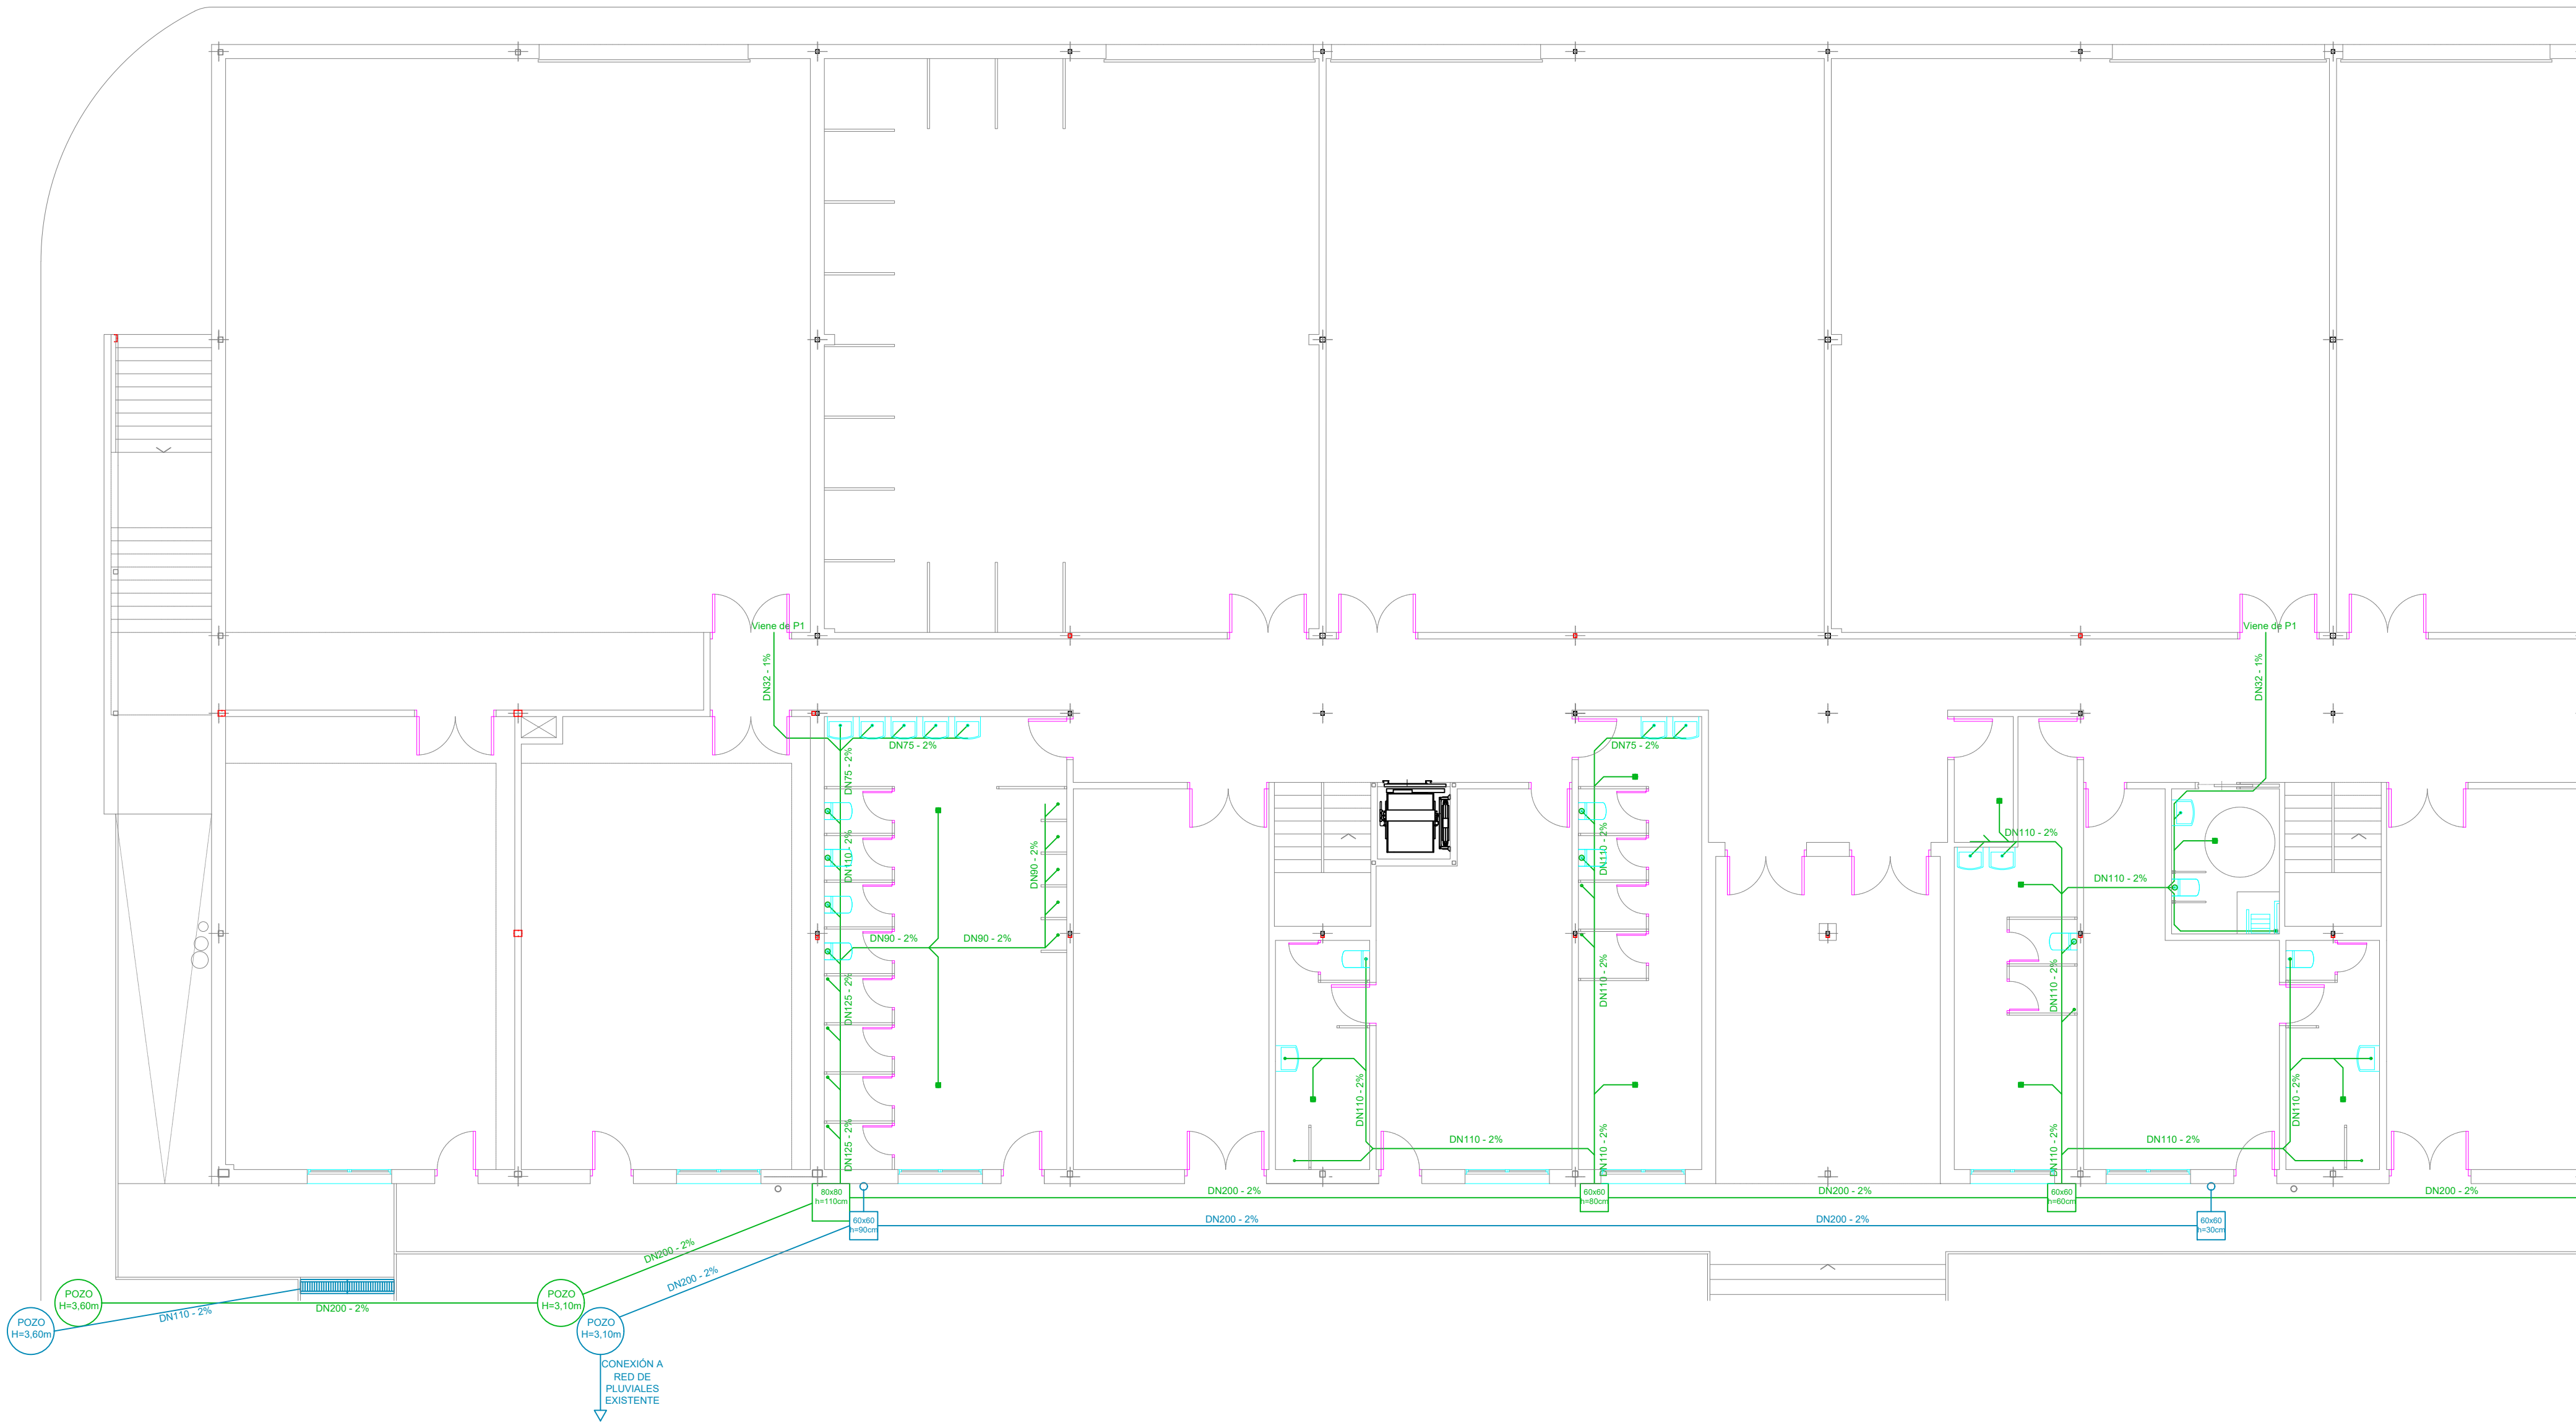 Viene de P1
Viene de P1
DN32 - 1%
DN32 - 1%
DN75 - 2%
DN75 - 2%
DN75 - 2%
DN110 - 2%
DN90 - 2%
DN110 - 2%
DN110 - 2%
DN110 - 2%
DN90 - 2%
DN90 - 2%
DN125 - 2%
DN110 - 2%
DN110 - 2%
DN125 - 2%
DN110 - 2%
DN110 - 2%
DN110 - 2%
DN110 - 2%
DN110 - 2%
DN110 - 2%
DN110 - 2%
80x80
h=110cm
DN200 - 2%
60x60
h=80cm
DN200 - 2%
60x60
h=60cm
DN200 - 2%
60x60
h=90cm
DN200 - 2%
DN200 - 2%
60x60
h=30cm
DN200 - 2%
DN200 - 2%
POZO
H=3,60m
DN200 - 2%
POZO
H=3,10m
POZO
H=3,60m
DN110 - 2%
POZO
H=3,10m
CONEXIÓN A
RED DE
PLUVIALES
EXISTENTE